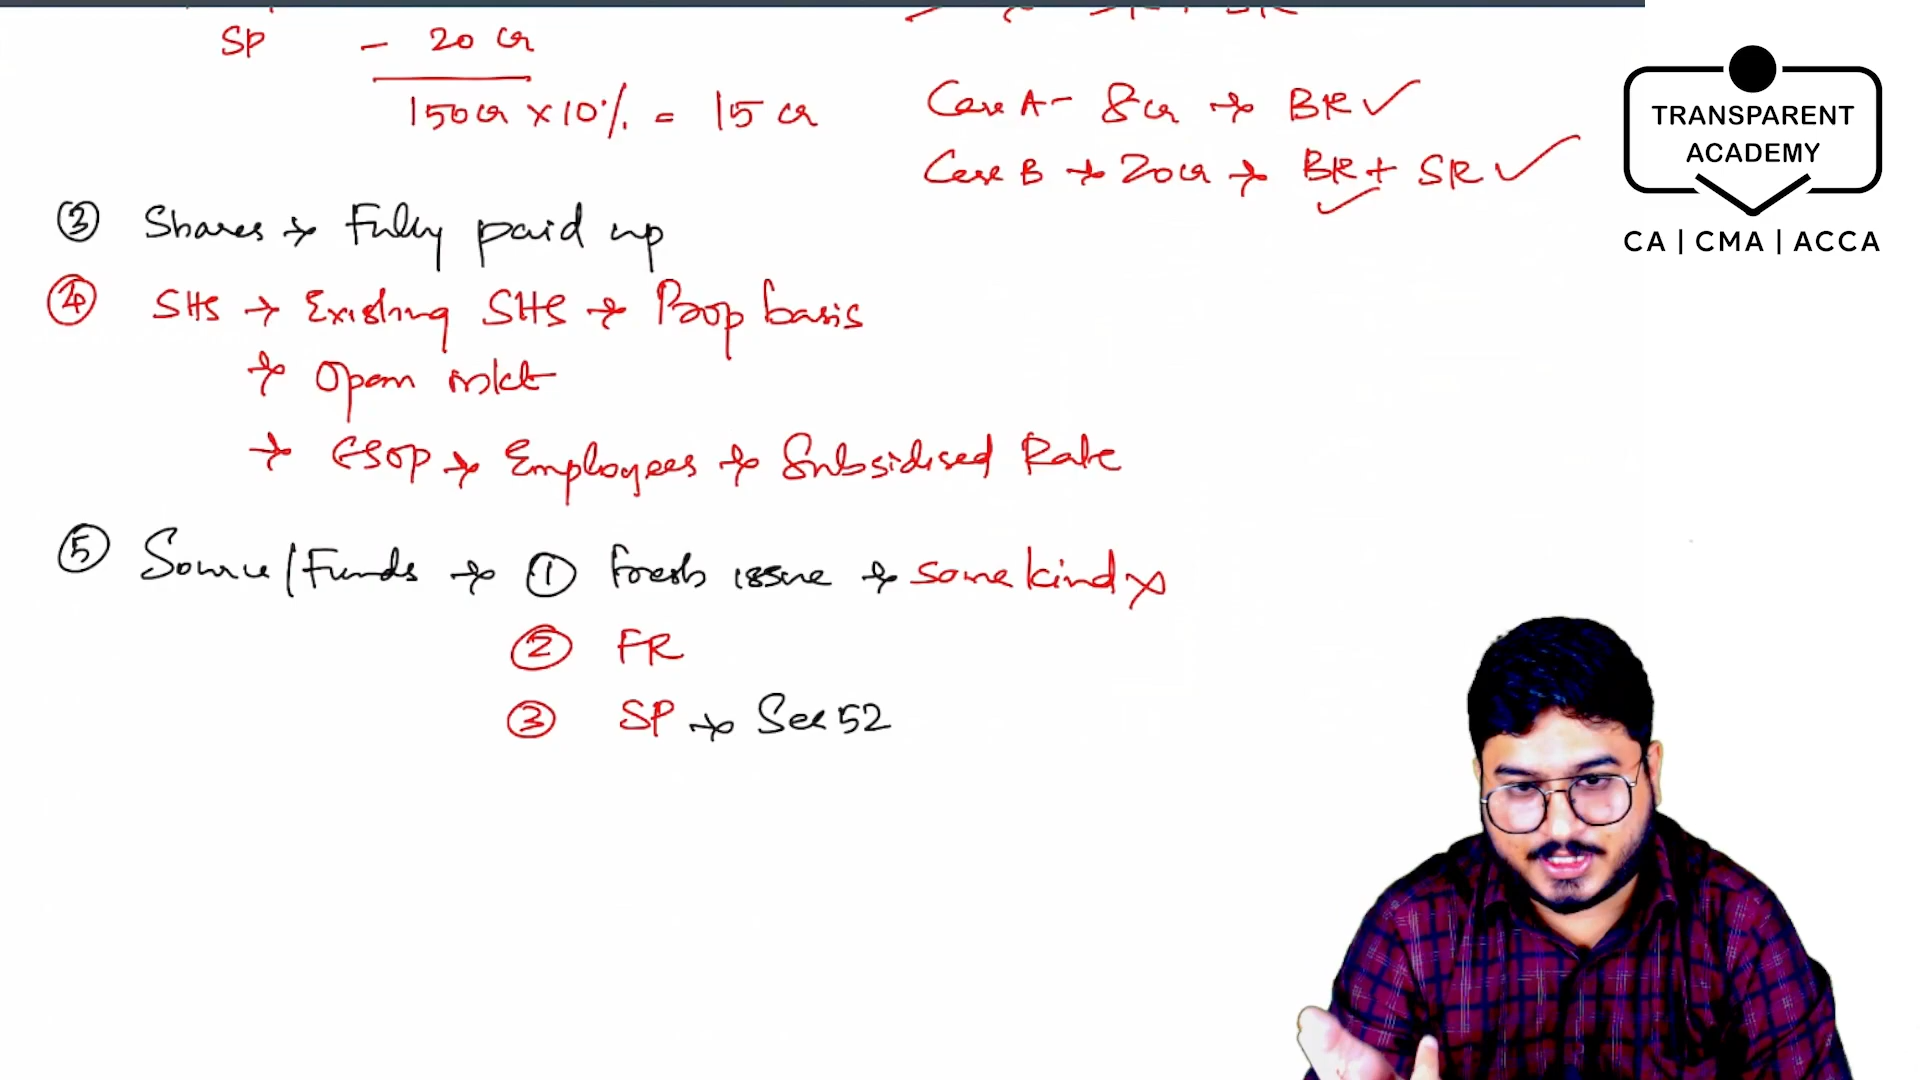 SP - 20 cr
150 cr x 10% = 15 cr
Case A - 8 cr → BR ✓
Case B → 20 cr → BR + SR ✓
③ Shares → Fully paid up
④ SHS → Existing SHS → Prop basis
→ Open mkt
→ ESOP → Employees → Subsidised Rate
⑤ Source/Funds → ① Fresh issue → same kind x
② FR
③ SP → Sec 52
TRANSPARENT
ACADEMY
CA | CMA | ACCA